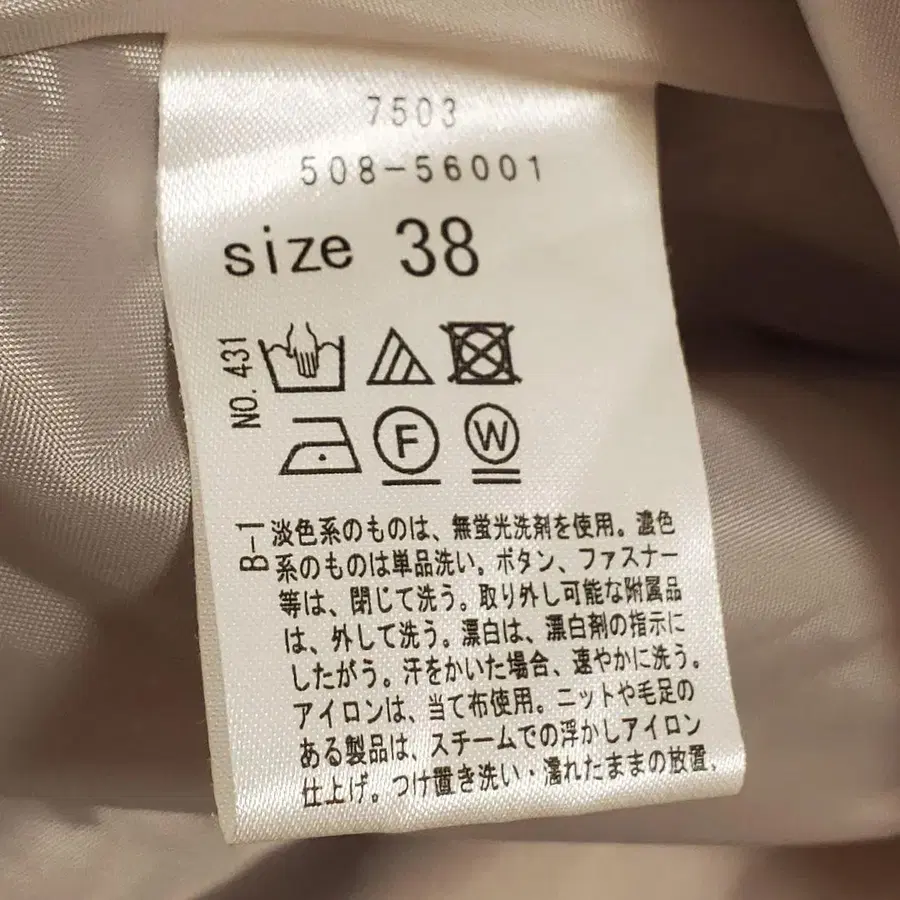 7503
508-56001
size 38
NO. 431
F W
B-1
淡色系のものは、無蛍光洗剤を使用。濃色
系のものは単品洗い。ボタン、ファスナー
等は、閉じて洗う。取り外し可能な附属品
は、外して洗う。漂白は、漂白剤の指示に
したがう。汗をかいた場合、速やかに洗う。
アイロンは、当て布使用。ニットや毛足の
ある製品は、スチームでの浮かしアイロン
仕上げ。つけ置き洗い・濡れたままの放置、